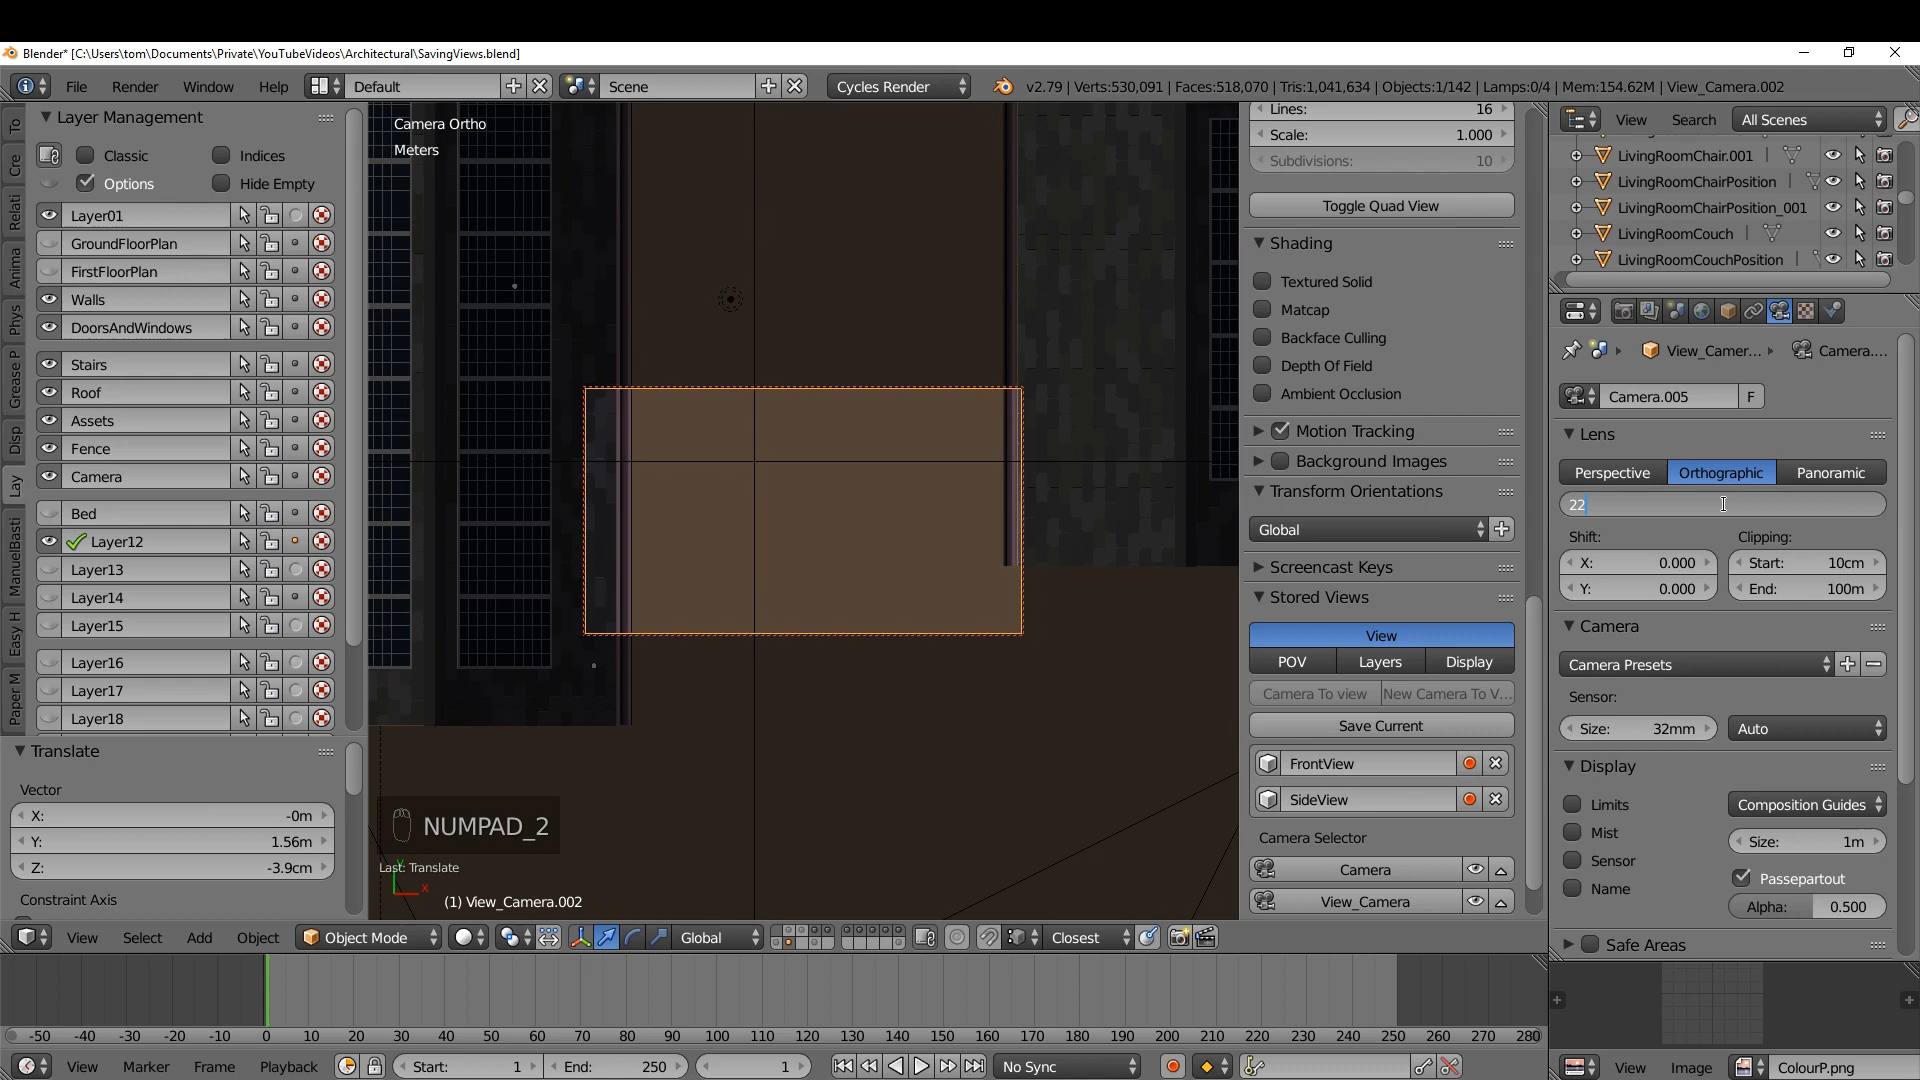 Blender* [C:\Users\tom\Documents\Private\YouTubeVideos\Architectural\SavingViews.blend]
File Render Window Help Default Scene Cycles Render v2.79 | Verts:530,091 | Faces:518,070 | Tris:1,041,634 | Objects:1/142 | Lamps:0/4 | Mem:154.62M | View_Camera.002
To
Cre
Relati
Anima
Phys
Grease P
Disp
Lay
ManuelBasti
Easy H
Paper M
Layer Management
Classic Indices
Options Hide Empty
Layer01
GroundFloorPlan
FirstFloorPlan
Walls
DoorsAndWindows
Stairs
Roof
Assets
Fence
Camera
Bed
Layer12
Layer13
Layer14
Layer15
Layer16
Layer17
Layer18
Translate
Vector
X: -0m
Y: 1.56m
Z: -3.9cm
Constraint Axis
Camera Ortho
Meters
NUMPAD_2
Last: Translate
y
x
(1) View_Camera.002
Lines: 16
Scale: 1.000
Subdivisions: 10
Toggle Quad View
Shading
Textured Solid
Matcap
Backface Culling
Depth Of Field
Ambient Occlusion
Motion Tracking
Background Images
Transform Orientations
Global
Screencast Keys
Stored Views
View
POV Layers Display
Camera To view New Camera To V...
Save Current
FrontView
SideView
Camera Selector
Camera
View_Camera
View Search All Scenes
LivingRoomChair.001
LivingRoomChairPosition
LivingRoomChairPosition_001
LivingRoomCouch
LivingRoomCouchPosition
View_Camer... Camera....
Camera.005 F
Lens
Perspective Orthographic Panoramic
22
Shift: Clipping:
X: 0.000 Start: 10cm
Y: 0.000 End: 100m
Camera
Camera Presets
Sensor:
Size: 32mm Auto
Display
Limits Composition Guides
Mist Size: 1m
Sensor
Passepartout
Name
Alpha: 0.500
Safe Areas
View Select Add Object Object Mode Global Closest
-50 -40 -30 -20 -10 0 10 20 30 40 50 60 70 80 90 100 110 120 130 140 150 160 170 180 190 200 210 220 230 240 250 260 270 280
View Marker Frame Playback Start: 1 End: 250 1 No Sync
View Image ColourP.png